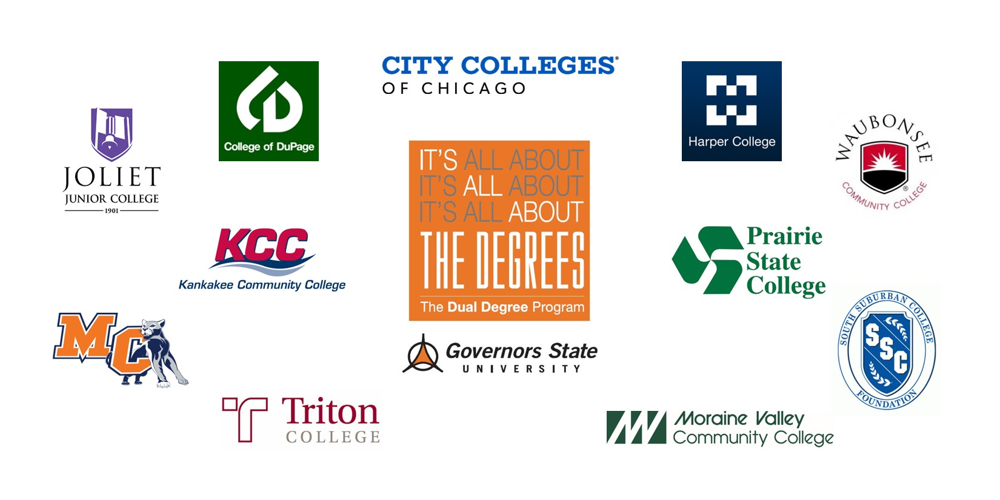 CITY COLLEGES®
OF CHICAGO
College of DuPage
Harper College
JOLIET
JUNIOR COLLEGE
1901
WAUBONSEE
COMMUNITY COLLEGE
®
IT'S ALL ABOUT
IT'S ALL ABOUT
IT'S ALL ABOUT
THE DEGREES
The Dual Degree Program
KCC
Kankakee Community College
Prairie
State
College
MC
Governors State
UNIVERSITY
SOUTH SUBURBAN COLLEGE
SSC
FOUNDATION
Triton
COLLEGE
Moraine Valley
Community College